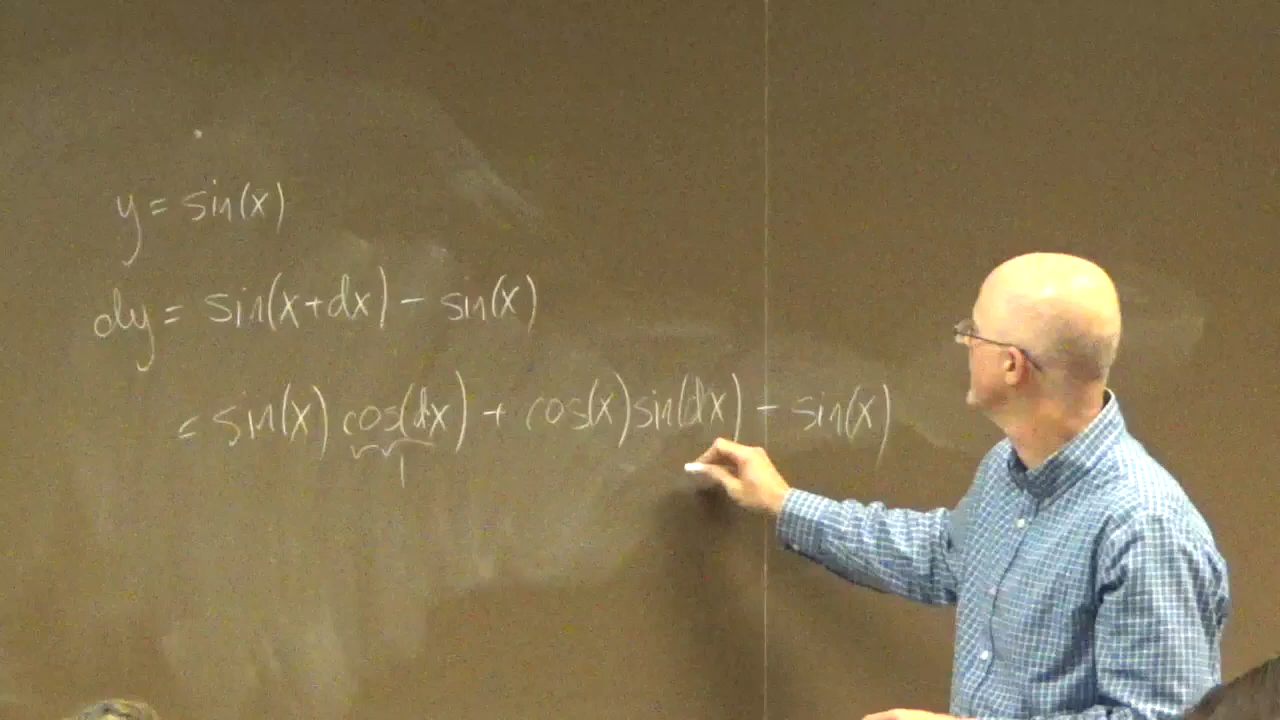 y = sin(x)
dy = sin(x+dx) - sin(x)
= sin(x) cos(dx) + cos(x) sin(dx) - sin(x)
1